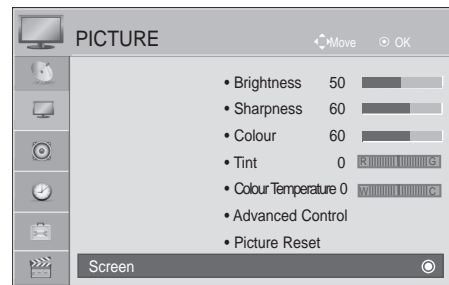 PICTURE
Move ⊙ OK
• Brightness 50
• Sharpness 60
• Colour 60
• Tint 0 R G
• Colour Temperature 0 W C
• Advanced Control
• Picture Reset
Screen